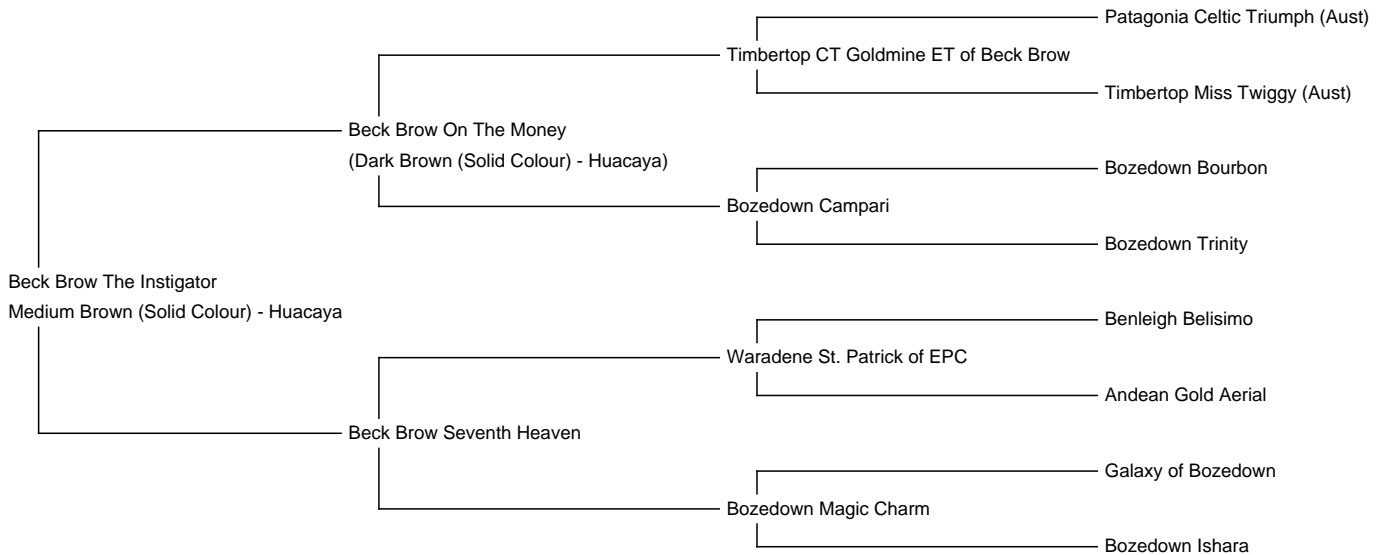 Patagonia Celtic Triumph (Aust)
Timbertop CT Goldmine ET of Beck Brow
Timbertop Miss Twiggy (Aust)
Beck Brow On The Money
(Dark Brown (Solid Colour) - Huacaya)
Bozedown Bourbon
Bozedown Campari
Bozedown Trinity
Beck Brow The Instigator
Medium Brown (Solid Colour) - Huacaya
Benleigh Belisimo
Waradene St. Patrick of EPC
Andean Gold Aerial
Beck Brow Seventh Heaven
Galaxy of Bozedown
Bozedown Magic Charm
Bozedown Ishara